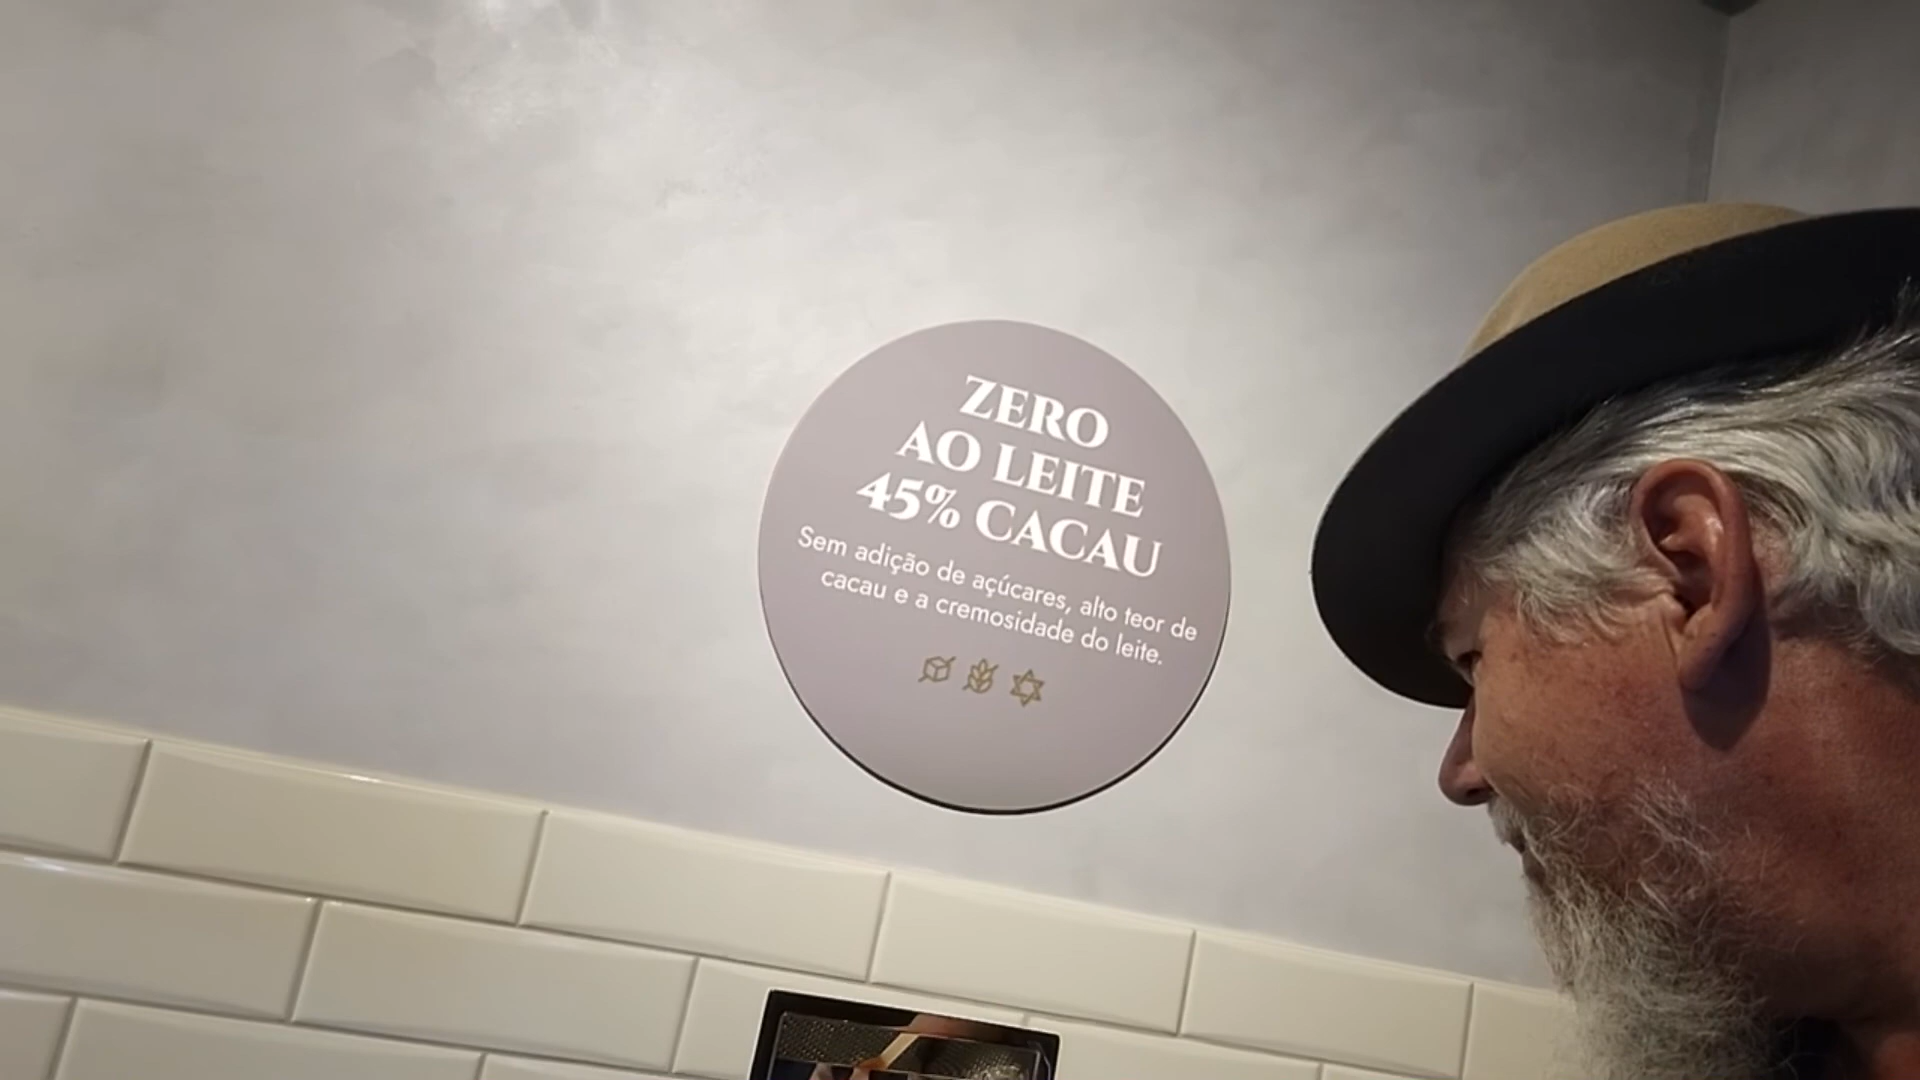 ZERO
AO LEITE
45% CACAU
Sem adição de açúcares, alto teor de
cacau e a cremosidade do leite.